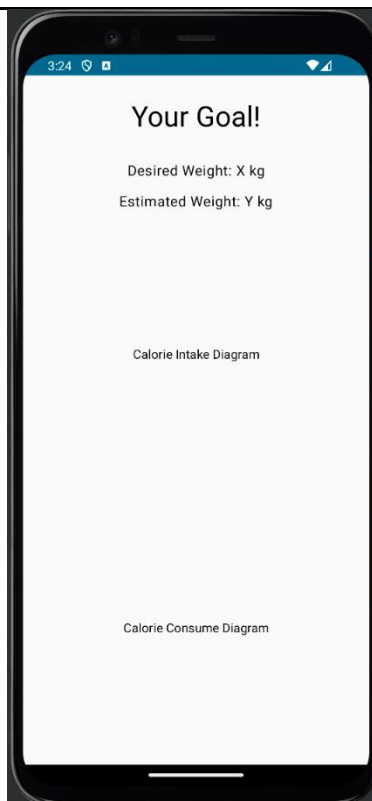 3:24
Your Goal!
Desired Weight: X kg
Estimated Weight: Y kg
Calorie Intake Diagram
Calorie Consume Diagram